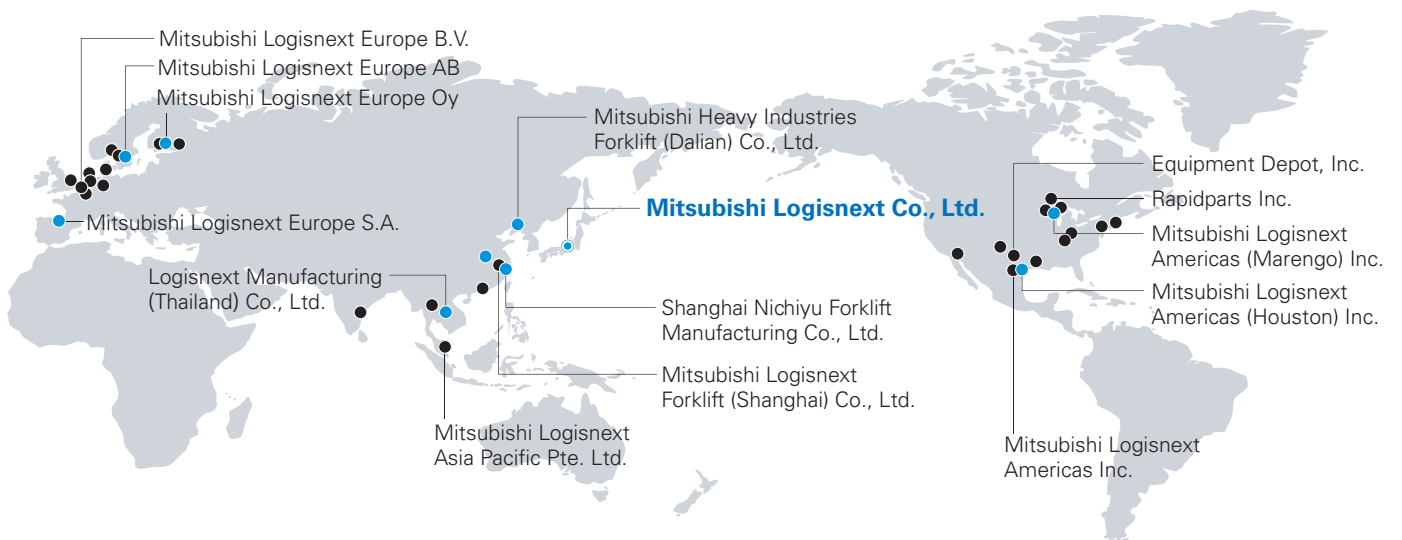 Mitsubishi Logisnext Europe B.V.
Mitsubishi Logisnext Europe AB
Mitsubishi Logisnext Europe Oy
Mitsubishi Logisnext Europe S.A.
Logisnext Manufacturing
(Thailand) Co., Ltd.
Mitsubishi Heavy Industries
Forklift (Dalian) Co., Ltd.
Mitsubishi Logisnext Co., Ltd.
Shanghai Nichiyu Forklift
Manufacturing Co., Ltd.
Mitsubishi Logisnext
Forklift (Shanghai) Co., Ltd.
Mitsubishi Logisnext
Asia Pacific Pte. Ltd.
Equipment Depot, Inc.
Rapidparts Inc.
Mitsubishi Logisnext
Americas (Marengo) Inc.
Mitsubishi Logisnext
Americas (Houston) Inc.
Mitsubishi Logisnext
Americas Inc.